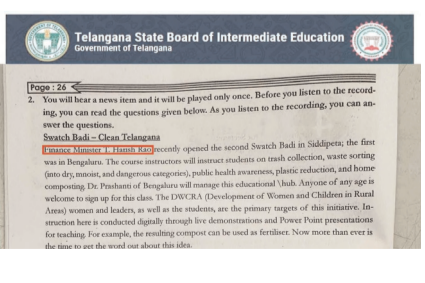 Telangana State Board of Intermediate Education
Government of Telangana
Page : 26
2. You will hear a news item and it will be played only once. Before you listen to the record-
ing, you can read the questions given below. As you listen to the recording, you can an-
swer the questions.
Swatch Badi – Clean Telangana
Finance Minister T. Harish Rao recently opened the second Swatch Badi in Siddipeta; the first
was in Bengaluru. The course instructors will instruct students on trash collection, waste sorting
(into dry, mnoist, and dangerous categories), public health awareness, plastic reduction, and home
composting. Dr. Prashanti of Bengaluru will manage this educational \hub. Anyone of any age is
welcome to sign up for this class. The DWCRA (Development of Women and Children in Rural
Areas) women and leaders, as well as the students, are the primary targets of this initiative. In-
struction here is conducted digitally through live demonstrations and Power Point presentations
for teaching. For example, the resulting compost can be used as fertiliser. Now more than ever is
the time to get the word out about this idea.